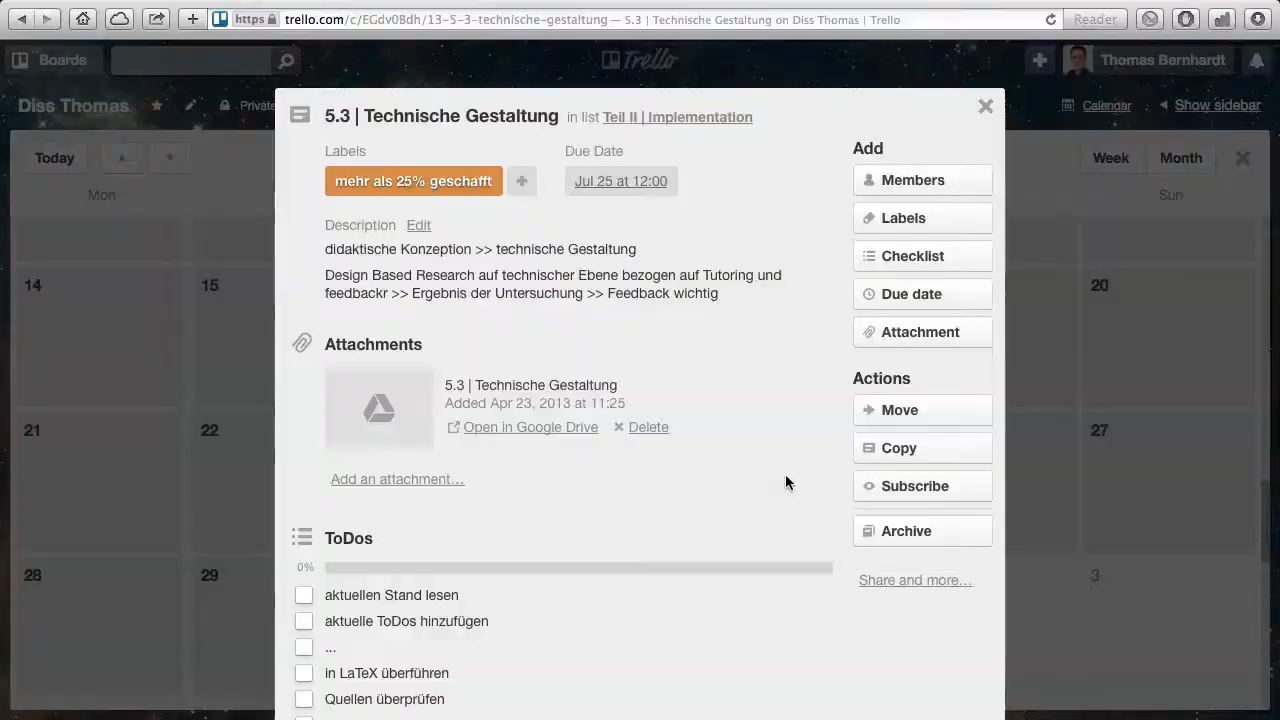 https trello.com/c/EGdv0Bdh/13-5-3-technische-gestaltung — 5.3 | Technische Gestaltung on Diss Thomas | Trello
Reader
Boards
Trello
Thomas Bernhardt
Diss Thomas
Private
Calendar
Show sidebar
Today
Week
Month
Mon
Sun
14
15
20
21
22
27
28
29
3
5.3 | Technische Gestaltung in list Teil II | Implementation
Labels
Due Date
mehr als 25% geschafft
Jul 25 at 12:00
Description Edit
didaktische Konzeption >> technische Gestaltung
Design Based Research auf technischer Ebene bezogen auf Tutoring und
feedbackr >> Ergebnis der Untersuchung >> Feedback wichtig
Attachments
5.3 | Technische Gestaltung
Added Apr 23, 2013 at 11:25
Open in Google Drive Delete
Add an attachment…
ToDos
0%
aktuellen Stand lesen
aktuelle ToDos hinzufügen
...
in LaTeX überführen
Quellen überprüfen
Add
Members
Labels
Checklist
Due date
Attachment
Actions
Move
Copy
Subscribe
Archive
Share and more…